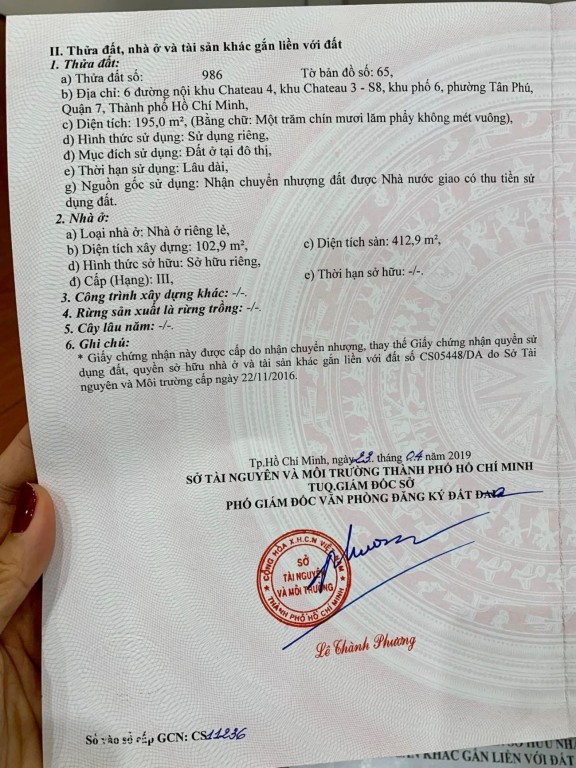 II. Thửa đất, nhà ở và tài sản khác gắn liền với đất
1. Thửa đất:
a) Thửa đất số: 986 Tờ bản đồ số: 65,
b) Địa chỉ: 6 đường nội khu Chateau 4, khu Chateau 3 - S8, khu phố 6, phường Tân Phú,
Quận 7, Thành phố Hồ Chí Minh,
c) Diện tích: 195,0 m², (Bằng chữ: Một trăm chín mươi lăm phẩy không mét vuông),
d) Hình thức sử dụng: Sử dụng riêng,
đ) Mục đích sử dụng: Đất ở tại đô thị,
e) Thời hạn sử dụng: Lâu dài,
g) Nguồn gốc sử dụng: Nhận chuyển nhượng đất được Nhà nước giao có thu tiền sử
dụng đất.
2. Nhà ở:
a) Loại nhà ở: Nhà ở riêng lẻ,
b) Diện tích xây dựng: 102,9 m², c) Diện tích sàn: 412,9 m²,
d) Hình thức sở hữu: Sở hữu riêng,
đ) Cấp (Hạng): III, e) Thời hạn sở hữu: -/-.
3. Công trình xây dựng khác: -/-.
4. Rừng sản xuất là rừng trồng: -/-.
5. Cây lâu năm: -/-.
6. Ghi chú:
* Giấy chứng nhận này được cấp do nhận chuyển nhượng, thay thế Giấy chứng nhận quyền sử
dụng đất, quyền sở hữu nhà ở và tài sản khác gắn liền với đất số CS05448/DA do Sở Tài
nguyên và Môi trường cấp ngày 22/11/2016.
Tp.Hồ Chí Minh, ngày 23 tháng 04 năm 2019
SỞ TÀI NGUYÊN VÀ MÔI TRƯỜNG THÀNH PHỐ HỒ CHÍ MINH
TUQ.GIÁM ĐỐC SỞ
PHÓ GIÁM ĐỐC VĂN PHÒNG ĐĂNG KÝ ĐẤT ĐAI
CỘNG HÒA X.H.C.N VIỆT NAM
SỞ
TÀI NGUYÊN
VÀ MÔI TRƯỜNG
THÀNH PHỐ HỒ CHÍ MINH
Lê Thành Phương
Số vào sổ cấp GCN: CS11236
HỮU NHÀ
KHÁC GẮN LIỀN VỚI ĐẤT